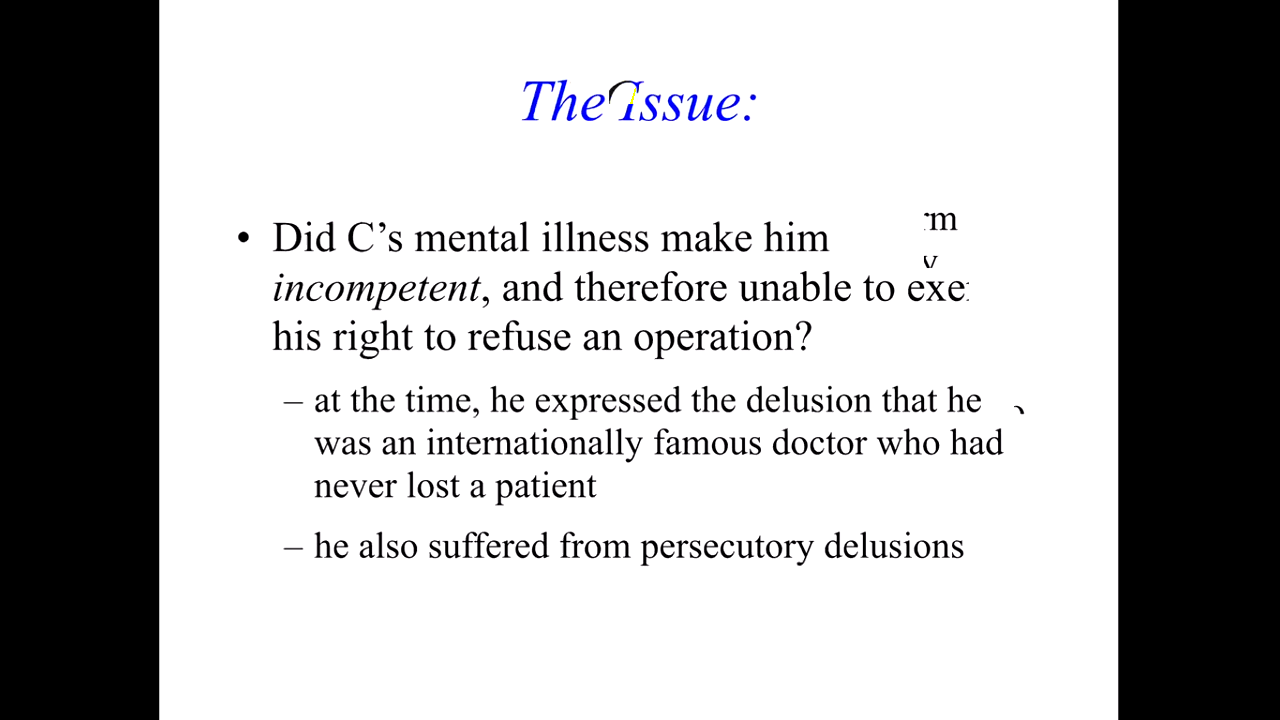 The Issue:
• Did C’s mental illness make him
incompetent, and therefore unable to exe
his right to refuse an operation?
– at the time, he expressed the delusion that he
was an internationally famous doctor who had
never lost a patient
– he also suffered from persecutory delusions